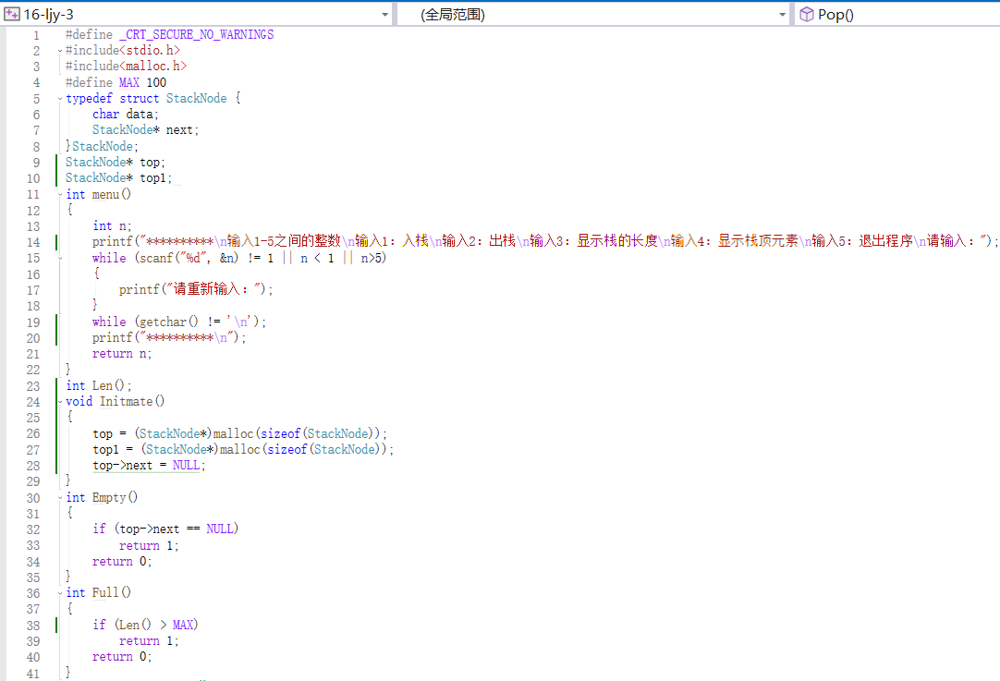 16-ljy-3 (全局范围) Pop()
1 #define _CRT_SECURE_NO_WARNINGS
2 #include<stdio.h>
3 #include<malloc.h>
4 #define MAX 100
5 typedef struct StackNode {
6 char data;
7 StackNode* next;
8 }StackNode;
9 StackNode* top;
10 StackNode* top1;
11 int menu()
12 {
13 int n;
14 printf("**********\n输入1-5之间的整数\n输入1：入栈\n输入2：出栈\n输入3：显示栈的长度\n输入4：显示栈顶元素\n输入5：退出程序\n请输入：");
15 while (scanf("%d", &n) != 1 || n < 1 || n>5)
16 {
17 printf("请重新输入：");
18 }
19 while (getchar() != '\n');
20 printf("**********\n");
21 return n;
22 }
23 int Len();
24 void Initmate()
25 {
26 top = (StackNode*)malloc(sizeof(StackNode));
27 top1 = (StackNode*)malloc(sizeof(StackNode));
28 top->next = NULL;
29 }
30 int Empty()
31 {
32 if (top->next == NULL)
33 return 1;
34 return 0;
35 }
36 int Full()
37 {
38 if (Len() > MAX)
39 return 1;
40 return 0;
41 }